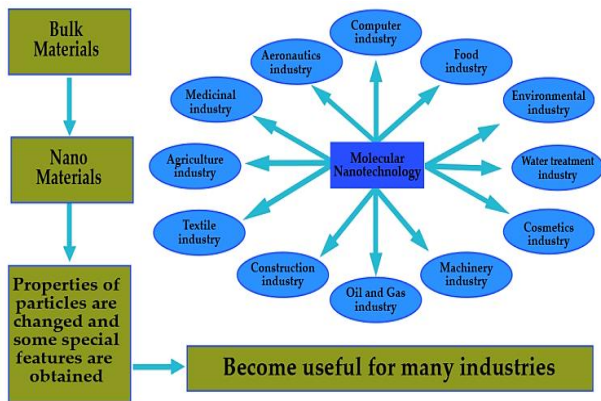 Bulk
Materials
Nano
Materials
Properties of
particles are
changed and
some special
features are
obtained
Become useful for many industries
Molecular
Nanotechnology
Computer
industry
Food
industry
Environmental
industry
Water treatment
industry
Cosmetics
industry
Machinery
industry
Oil and Gas
industry
Construction
industry
Textile
industry
Agriculture
industry
Medicinal
industry
Aeronautics
industry